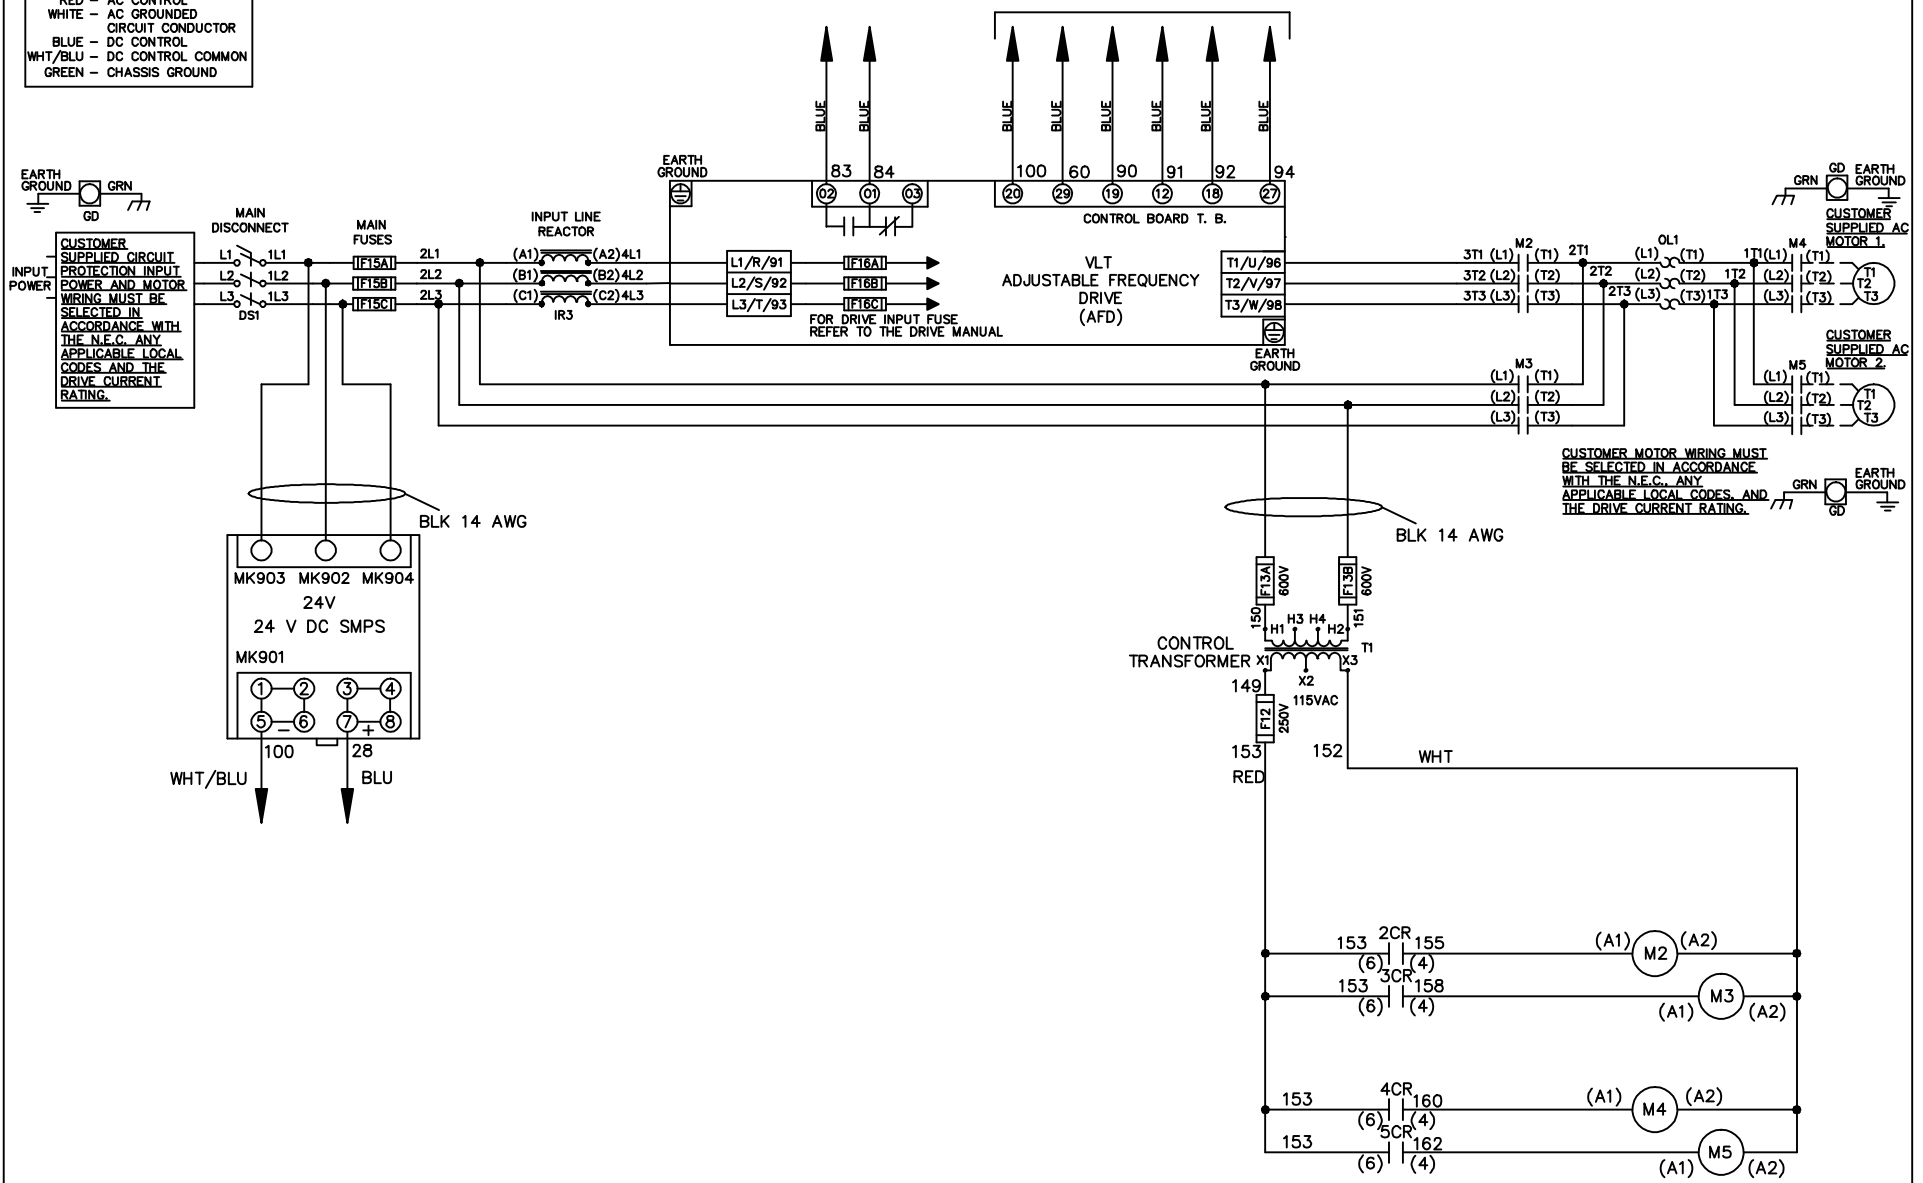 RED – AC CONTROL
WHITE – AC GROUNDED
CIRCUIT CONDUCTOR
BLUE – DC CONTROL
WHT/BLU – DC CONTROL COMMON
GREEN – CHASSIS GROUND
BLUE
BLUE
BLUE
BLUE
BLUE
BLUE
BLUE
BLUE
EARTH
GROUND
GRN
GD
EARTH
GROUND
83 84
02 01 03
100 60 90 91 92 94
20 29 19 12 18 27
CONTROL BOARD T. B.
GRN
GD
EARTH
GROUND
INPUT
POWER
CUSTOMER
SUPPLIED CIRCUIT
PROTECTION INPUT
POWER AND MOTOR
WIRING MUST BE
SELECTED IN
ACCORDANCE WITH
THE N.E.C. ANY
APPLICABLE LOCAL
CODES AND THE
DRIVE CURRENT
RATING.
MAIN
DISCONNECT
L1 1L1
L2 1L2
L3 1L3
DS1
MAIN
FUSES
F15A
F15B
F15C
2L1
2L2
2L3
INPUT LINE
REACTOR
(A1) (A2) 4L1
(B1) (B2) 4L2
(C1) (C2) 4L3
IR3
L1/R/91
L2/S/92
L3/T/93
F16A
F16B
F16C
FOR DRIVE INPUT FUSE
REFER TO THE DRIVE MANUAL
VLT
ADJUSTABLE FREQUENCY
DRIVE
(AFD)
T1/U/96
T2/V/97
T3/W/98
EARTH
GROUND
M2
3T1 (L1) (T1) 2T1
3T2 (L2) (T2) 2T2
3T3 (L3) (T3) 2T3
OL1
(L1) (T1) 1T1
(L2) (T2) 1T2
(L3) (T3) 1T3
M4
(L1) (T1)
(L2) (T2)
(L3) (T3)
T1
T2
T3
CUSTOMER
SUPPLIED AC
MOTOR 1.
M3
(L1) (T1)
(L2) (T2)
(L3) (T3)
M5
(L1) (T1)
(L2) (T2)
(L3) (T3)
T1
T2
T3
CUSTOMER
SUPPLIED AC
MOTOR 2.
CUSTOMER MOTOR WIRING MUST
BE SELECTED IN ACCORDANCE
WITH THE N.E.C., ANY
APPLICABLE LOCAL CODES, AND
THE DRIVE CURRENT RATING.
GRN
GD
EARTH
GROUND
BLK 14 AWG
MK903 MK902 MK904
24V
24 V DC SMPS
MK901
1 2 3 4
5 6 7 8
– +
100 28
WHT/BLU BLU
BLK 14 AWG
F13A
600V
F13B
600V
150
151
H1 H3 H4 H2
T1
CONTROL
TRANSFORMER
X1 X3
X2
115VAC
149
F12
250V
153
RED
152
WHT
2CR
153 155
(6) (4)
(A1) M2 (A2)
3CR
153 158
(6) (4)
(A1) M3 (A2)
4CR
153 160
(6) (4)
(A1) M4 (A2)
5CR
153 162
(6) (4)
(A1) M5 (A2)